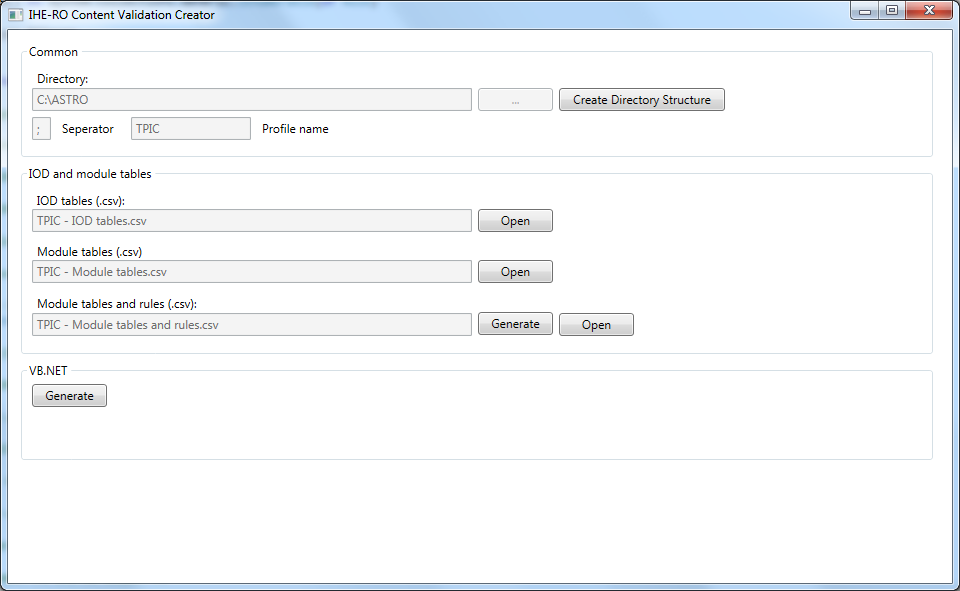 IHE-RO Content Validation Creator
Common
Directory:
C:\ASTRO ... Create Directory Structure
; Seperator TPIC Profile name
IOD and module tables
IOD tables (.csv):
TPIC - IOD tables.csv Open
Module tables (.csv)
TPIC - Module tables.csv Open
Module tables and rules (.csv):
TPIC - Module tables and rules.csv Generate Open
VB.NET
Generate